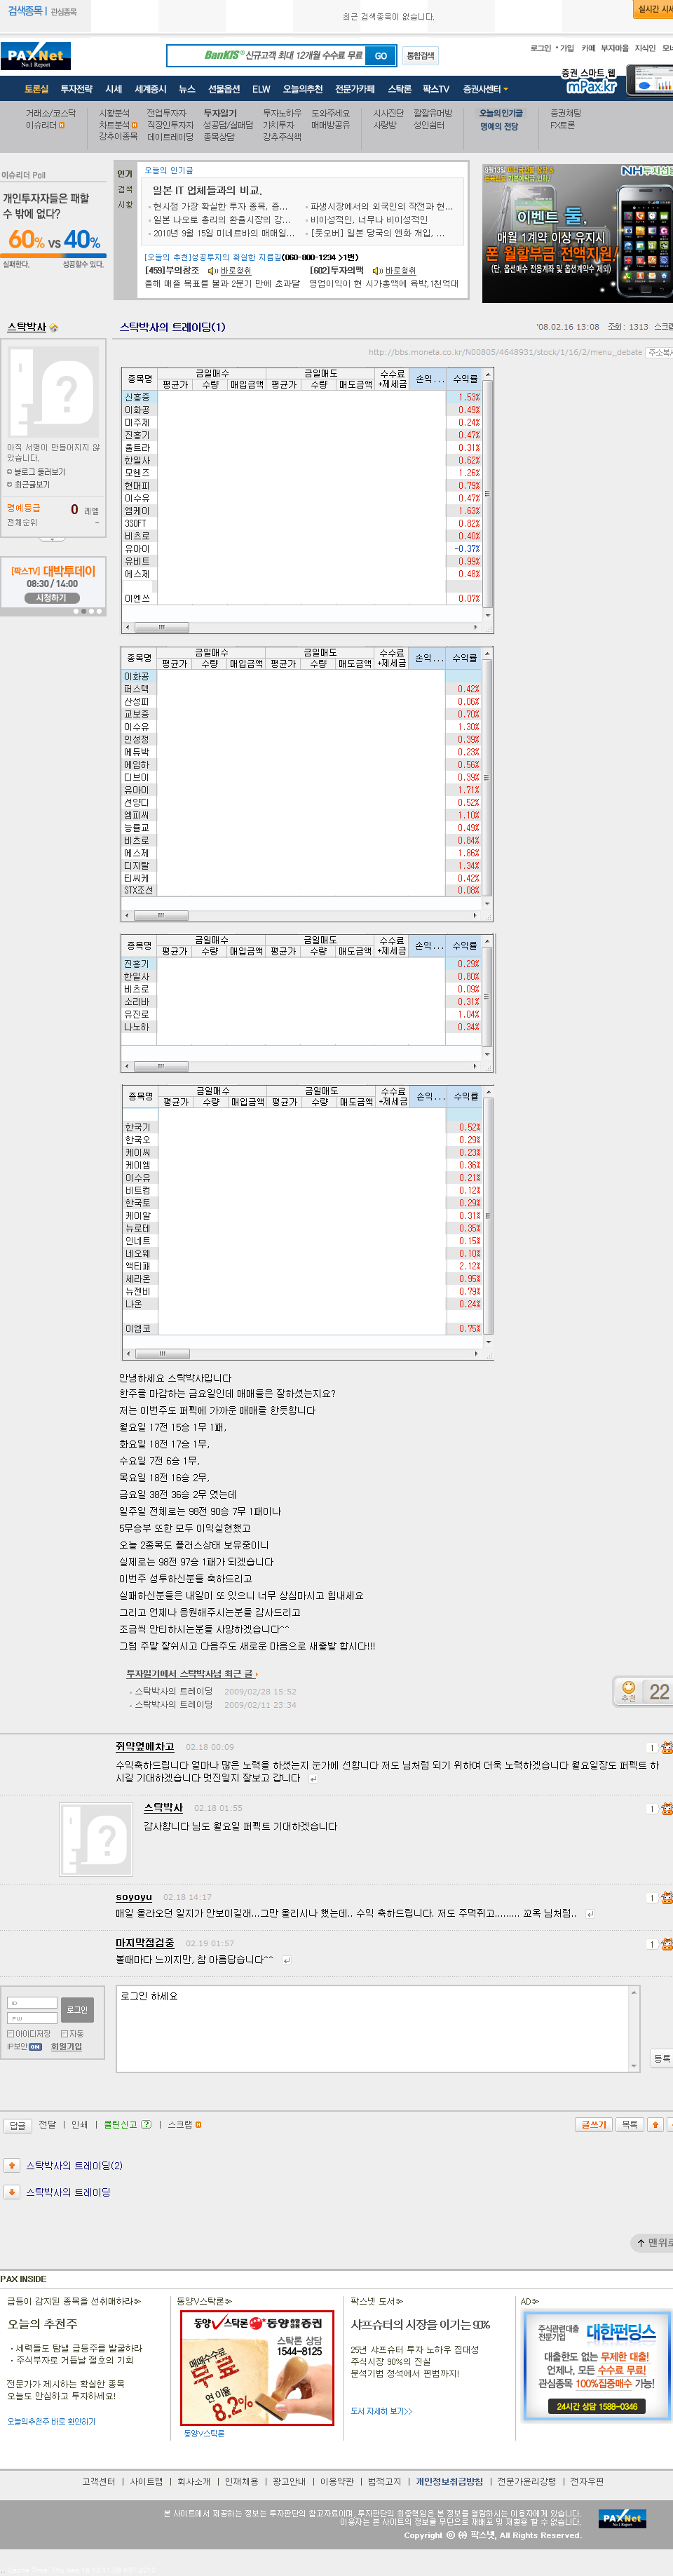 검색종목 | 관심종목
최근 검색종목이 없습니다.
PAXNet
No.1 Report
BanKIS® 신규고객 최대 12개월 수수료 무료
GO
통합검색
로그인 • 가입 카페 부자마을 지식인
증권 스마트 웹
mPax.kr
토론실 투자전략 시세 세계증시 뉴스 선물옵션 ELW 오늘의추천 전문가카페 스탁론 팍스TV 증권사센터
거래소/코스닥 시황분석 전업투자자 투자일기 투자노하우 도와주세요 시사진단 칼럼유머방 오늘의 인기글 증권채팅
이슈리더 차트분석 직장인투자자 성공담/실패담 가치투자 매매방공유 사랑방 성인쉼터 명예의 전당 FX토론
강추이종목 데이트레이딩 종목상담 강추주식책
이슈리더 Poll
개인투자자들은 패할
수 밖에 없다?
60% VS 40%
실패한다. 성공할수 있다.
인기
검색
시황
오늘의 인기글
일본 IT 업체들과의 비교.
현시점 가장 확실한 투자 종목, 증...
일본 나오토 총리의 환율시장의 강...
2010년 9월 15일 미네르바의 매매일...
파생시장에서의 외국인의 작전과 현...
비이성적인, 너무나 비이성적인
[풋오버] 일본 당국의 엔화 개입, ...
[오늘의 추천]성공투자의 확실한 지름길(060-800-1234 >1번)
[459]부의창조 바로청취 [602]투자의맥 바로청취
올해 매출 목표를 불과 2분기 만에 초과달 영업이익이 현 시가총액에 육박,1천억대
이벤트 둘.
매월 1계약 이상 유지시
폰 월할부금 전액지원
(단, 옵션매수 전용계좌 및 옵션계약수 제외)
스탁박사
아직 서명이 만들어지지 않
았습니다.
블로그 둘러보기
최근글보기
명예등급 0 레벨
전체순위 -
[팍스TV] 대박투데이
08:30 / 14:00
시청하기
스탁박사의 트레이딩(1)
'08.02.16 13:08 조회 : 1313
http://bbs.moneta.co.kr/N00805/4648931/stock/1/16/2/menu_debate
종목명 금일매수 금일매도 수수료 +제세금 손익... 수익률
평균가 수량 매입금액 평균가 수량 매도금액
신흥증 1.53%
이화공 0.49%
미주제 0.24%
진흥기 0.47%
울트라 0.31%
한일사 0.62%
모헨즈 1.26%
현대피 0.79%
이수유 0.47%
엠케이 1.63%
3SOFT 0.82%
비츠로 0.40%
유아이 -0.37%
유비트 0.99%
에스제 0.48%
이엔쓰 0.07%
종목명 금일매수 금일매도 수수료 +제세금 손익... 수익률
평균가 수량 매입금액 평균가 수량 매도금액
이화공
퍼스텍 0.42%
산성피 0.06%
교보증 0.70%
이수유 1.30%
인성정 0.39%
에듀박 0.23%
에임하 0.56%
디브이 0.39%
유아이 1.71%
선양디 0.52%
엠피씨 1.10%
능률교 0.49%
비츠로 0.84%
에스제 1.86%
디지탈 1.34%
티씨케 0.42%
STX조선 0.08%
종목명 금일매수 금일매도 수수료 +제세금 손익... 수익률
평균가 수량 매입금액 평균가 수량 매도금액
진흥기 0.29%
한일사 0.80%
비츠로 0.09%
소리바 0.31%
유진로 1.04%
나노하 0.34%
종목명 금일매수 금일매도 수수료 +제세금 손익... 수익률
평균가 수량 매입금액 평균가 수량 매도금액
한국기 0.52%
한국오 0.29%
케이씨 0.23%
케이엠 0.36%
이수유 0.21%
비트컴 0.12%
한국토 0.29%
케이알 0.31%
뉴로테 0.35%
인네트 0.15%
네오웨 0.10%
액티패 2.12%
세라온 0.95%
뉴젠비 0.79%
나온 0.24%
이엠코 0.75%
안녕하세요 스탁박사입니다
한주를 마감하는 금요일인데 매매들은 잘하셨는지요?
저는 이번주도 퍼펙에 가까운 매매를 한듯합니다
월요일 17전 15승 1무 1패,
화요일 18전 17승 1무,
수요일 7전 6승 1무,
목요일 18전 16승 2무,
금요일 38전 36승 2무 였는데
일주일 전체로는 98전 90승 7무 1패이나
5무승부 또한 모두 이익실현했고
오늘 2종목도 플러스상태 보유중이니
실제로는 98전 97승 1패가 되겠습니다
이번주 성투하신분들 축하드리고
실패하신분들은 내일이 또 있으니 너무 상심마시고 힘내세요
그리고 언제나 응원해주시는분들 감사드리고
조금씩 안티하시는분들 사양하겠습니다^^
그럼 주말 잘쉬시고 다음주도 새로운 마음으로 새출발 합시다!!!
투자일기에서 스탁박사님 최근 글
스탁박사의 트레이딩 2009/02/28 15:52
스탁박사의 트레이딩 2009/02/11 23:34
추천 22
쥐약옆에차고 02.18 00:09
1
수익축하드립니다 얼마나 많은 노력을 하셨는지 눈가에 선합니다 저도 님처럼 되기 위하여 더욱 노력하겠습니다 월요일장도 퍼펙트 하
시길 기대하겠습니다 멋진일지 잘보고 갑니다
스탁박사 02.18 01:55
1
감사합니다 님도 월요일 퍼펙트 기대하겠습니다
soyoyu 02.18 14:17
1
매일 올라오던 일지가 안보이길래...그만 올리시나 했는데.. 수익 축하드립니다. 저도 주먹쥐고......... 꼬옥 님처럼..
마지막점검중 02.19 01:57
1
볼때마다 느끼지만, 참 아름답습니다^^
ID
PW
로그인
아이디저장 자동
IP보안 ON 회원가입
로그인 하세요
등록
답글 전달 | 인쇄 | 클린신고 ? | 스크랩
글쓰기 목록
스탁박사의 트레이딩(2)
스탁박사의 트레이딩
PAX INSIDE
급등이 감지된 종목을 선취매하라
오늘의 추천주
· 세력들도 탐낼 급등주를 발굴하라
· 주식부자로 거듭날 절호의 기회
전문가가 제시하는 확실한 종목
오늘도 안심하고 투자하세요!
오늘의추천주 바로 확인하기
동양V스탁론
동양 V스탁론 동양종합증권
스탁론 상담
1544-8125
매매수수료 무료
연 이율 8.2%
동양V스탁론
팍스넷 도서
샤프슈터의 시장을 이기는 90%
25년 샤프슈터 투자 노하우 집대성
주식시장 90%의 진실
분석기법 정석에서 편법까지!
도서 자세히 보기>>
AD
주식관련대출
전문기업 대한펀딩스
대출한도 없는 무제한 대출!
언제나, 모든 수수료 무료!
관심종목 100%집중매수 가능!
24시간 상담 1588-0346
고객센터 | 사이트맵 | 회사소개 | 인재채용 | 광고안내 | 이용약관 | 법적고지 | 개인정보취급방침 | 전문가윤리강령 | 전자우편
본 사이트에서 제공하는 정보는 투자판단의 참고자료이며, 투자판단의 최종책임은 본 정보를 열람하시는 이용자에게 있습니다.
이용자는 본 사이트의 정보를 무단으로 재배포 및 재활용 할 수 없습니다.
Copyright ⓒ ㈜ 팍스넷, All Rights Reserved.
PAXNet
No.1 Report